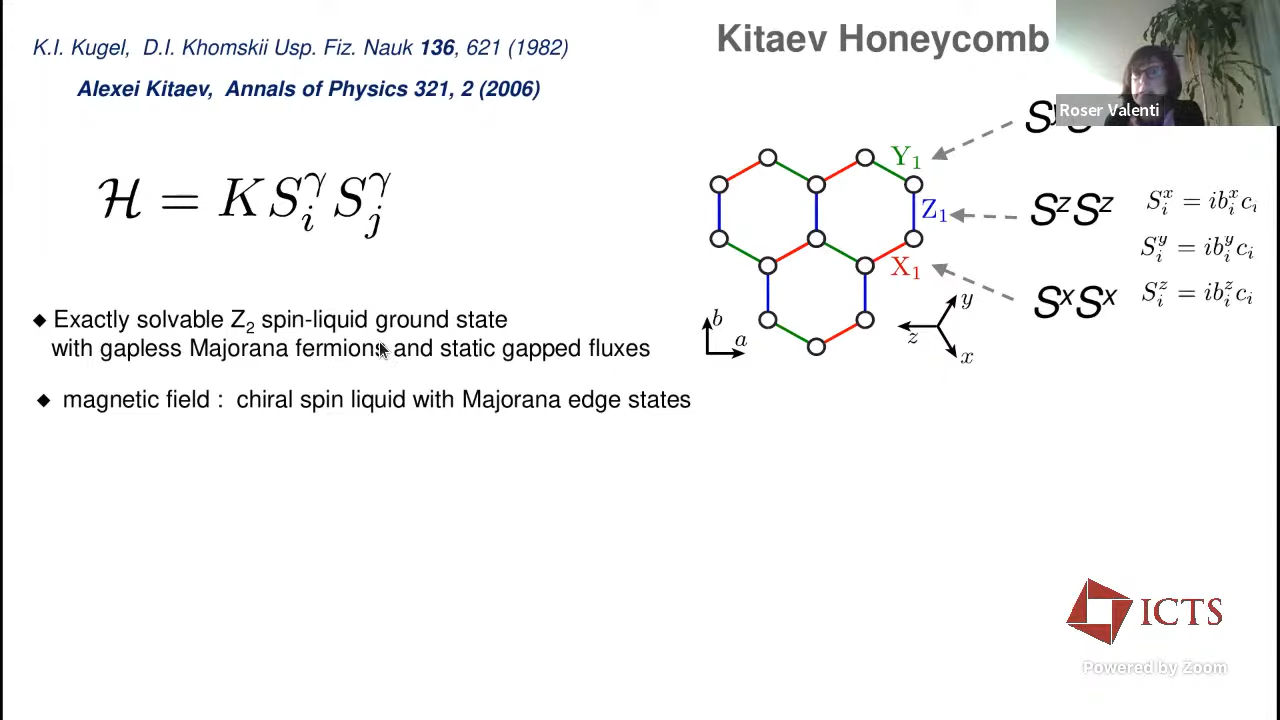 K.I. Kugel, D.I. Khomskii Usp. Fiz. Nauk 136, 621 (1982)
Alexei Kitaev, Annals of Physics 321, 2 (2006)
Kitaev Honeycomb
Roser Valenti
ℋ = K S_i^γ S_j^γ
Y₁
Z₁
X₁
SᶻSᶻ
SˣSˣ
S_i^x = ib_i^x c_i
S_i^y = ib_i^y c_i
S_i^z = ib_i^z c_i
b
a
y
z
x
◆ Exactly solvable Z₂ spin-liquid ground state
with gapless Majorana fermions and static gapped fluxes
◆ magnetic field : chiral spin liquid with Majorana edge states
ICTS
Powered by Zoom